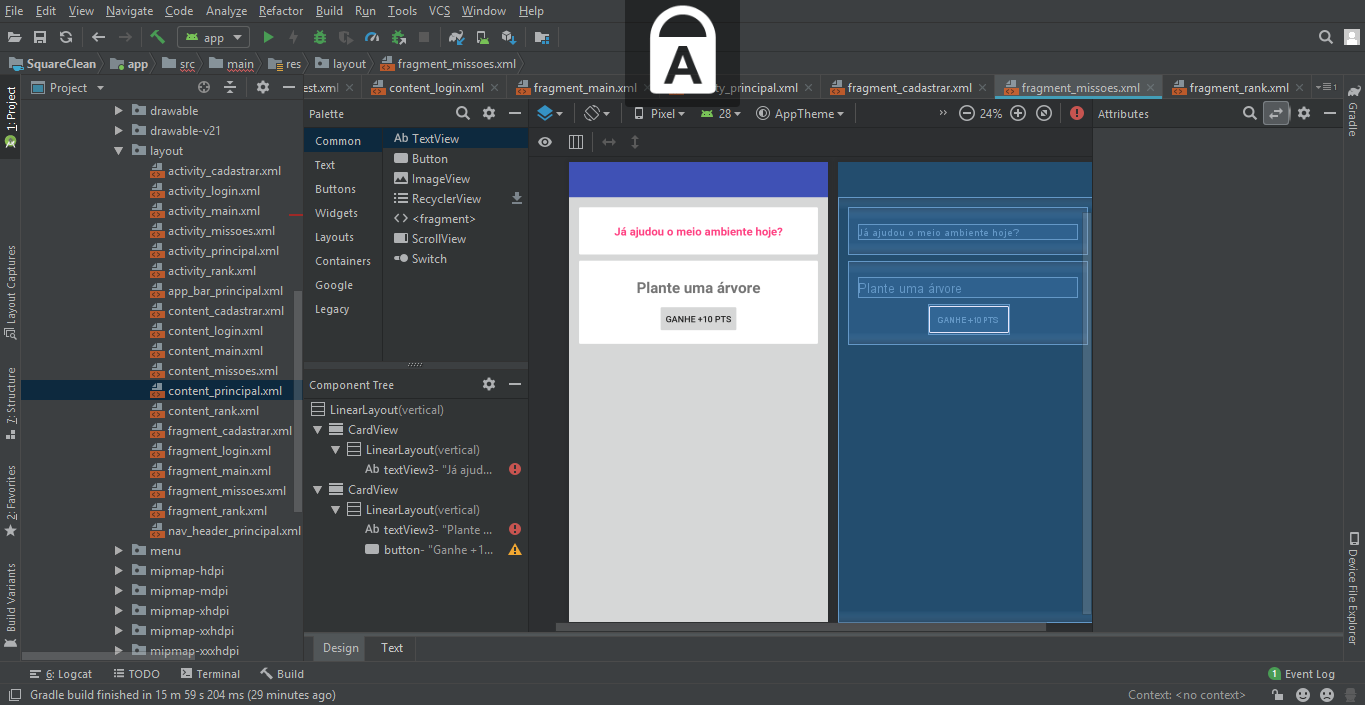 File Edit View Navigate Code Analyze Refactor Build Run Tools VCS Window Help
app
SquareClean app src main res layout fragment_missoes.xml
A
Project
est.xml content_login.xml fragment_main.xml y_principal.xml fragment_cadastrar.xml fragment_missoes.xml fragment_rank.xml
1: Project
Layout Captures
7: Structure
2: Favorites
Build Variants
drawable
drawable-v21
layout
activity_cadastrar.xml
activity_login.xml
activity_main.xml
activity_missoes.xml
activity_principal.xml
activity_rank.xml
app_bar_principal.xml
content_cadastrar.xml
content_login.xml
content_main.xml
content_missoes.xml
content_principal.xml
content_rank.xml
fragment_cadastrar.xml
fragment_login.xml
fragment_main.xml
fragment_missoes.xml
fragment_rank.xml
nav_header_principal.xml
menu
mipmap-hdpi
mipmap-mdpi
mipmap-xhdpi
mipmap-xxhdpi
mipmap-xxxhdpi
Palette
Common
Text
Buttons
Widgets
Layouts
Containers
Google
Legacy
Ab TextView
Button
ImageView
RecyclerView
<fragment>
ScrollView
Switch
Component Tree
LinearLayout(vertical)
CardView
LinearLayout(vertical)
Ab textView3- "Já ajud...
CardView
LinearLayout(vertical)
Ab textView3- "Plante ...
button- "Ganhe +1...
Pixel 28 AppTheme 24%
Já ajudou o meio ambiente hoje?
Plante uma árvore
GANHE +10 PTS
Já ajudou o meio ambiente hoje?
Plante uma árvore
GANHE +10 PTS
Attributes
Gradle
Device File Explorer
Design Text
6: Logcat TODO Terminal Build
1 Event Log
Gradle build finished in 15 m 59 s 204 ms (29 minutes ago)
Context: <no context>